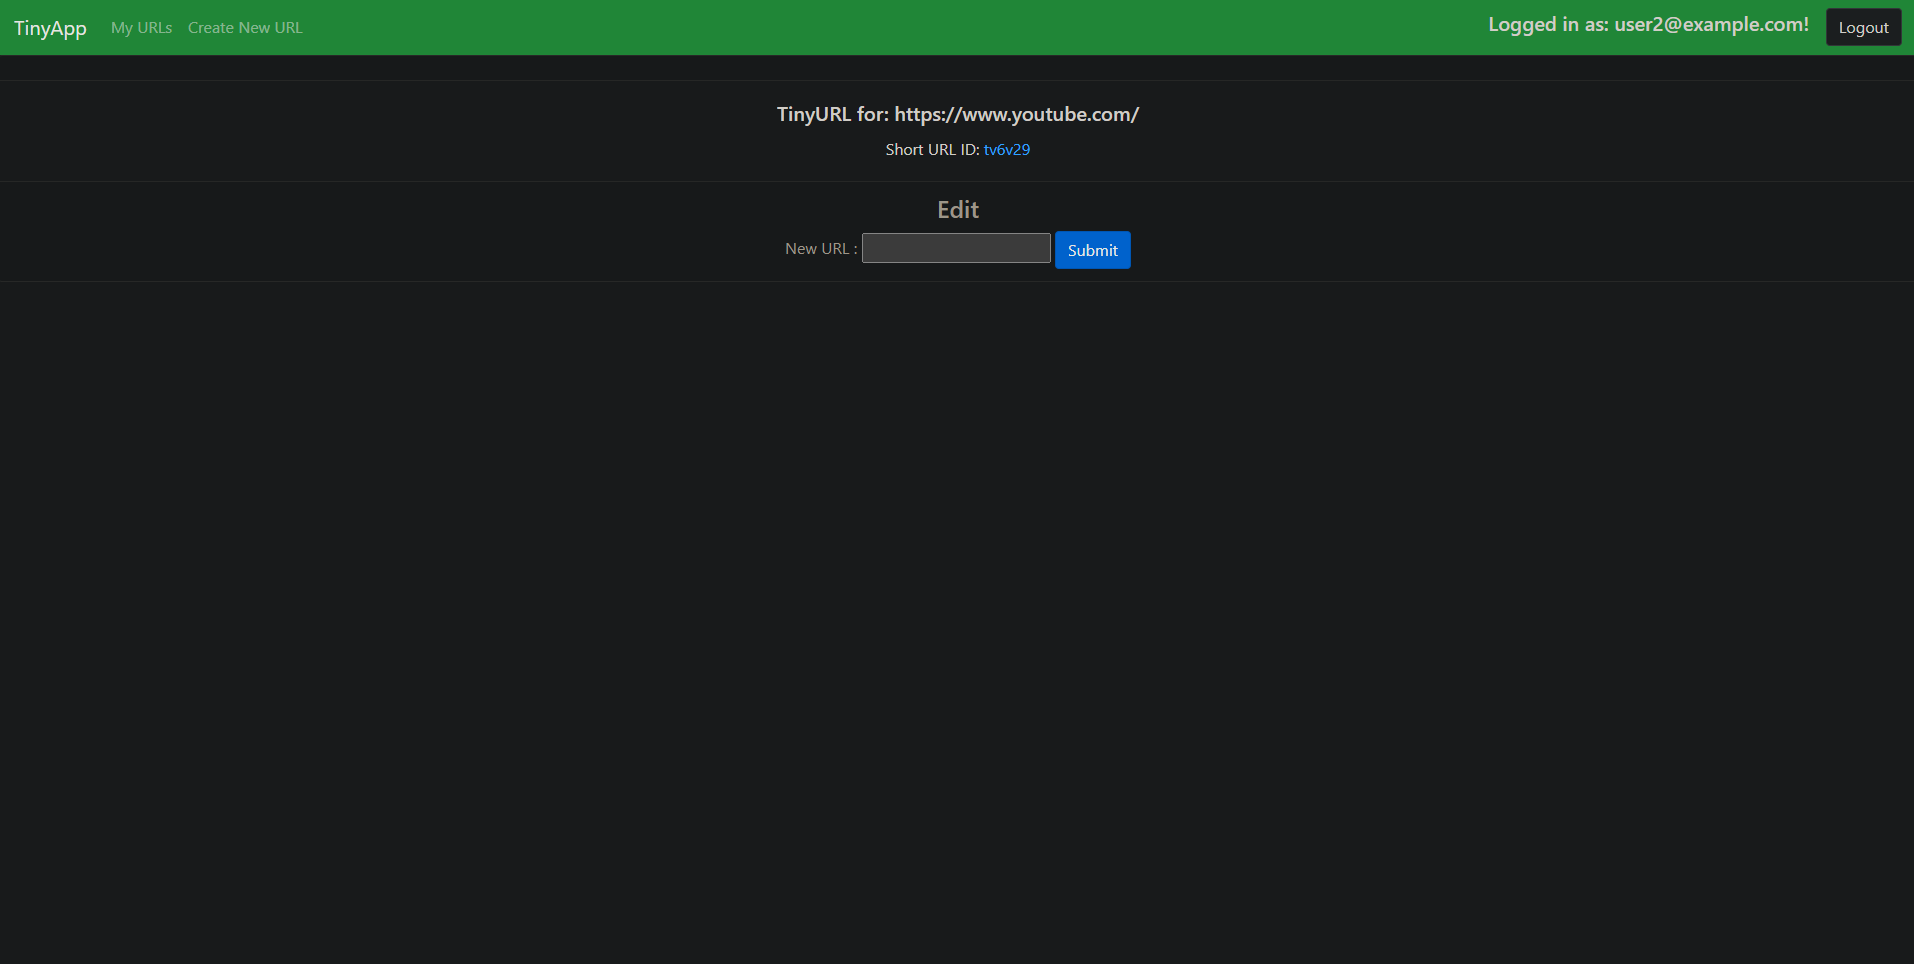 TinyApp My URLs Create New URL Logged in as: user2@example.com! Logout
TinyURL for: https://www.youtube.com/
Short URL ID: tv6v29
Edit
New URL : Submit